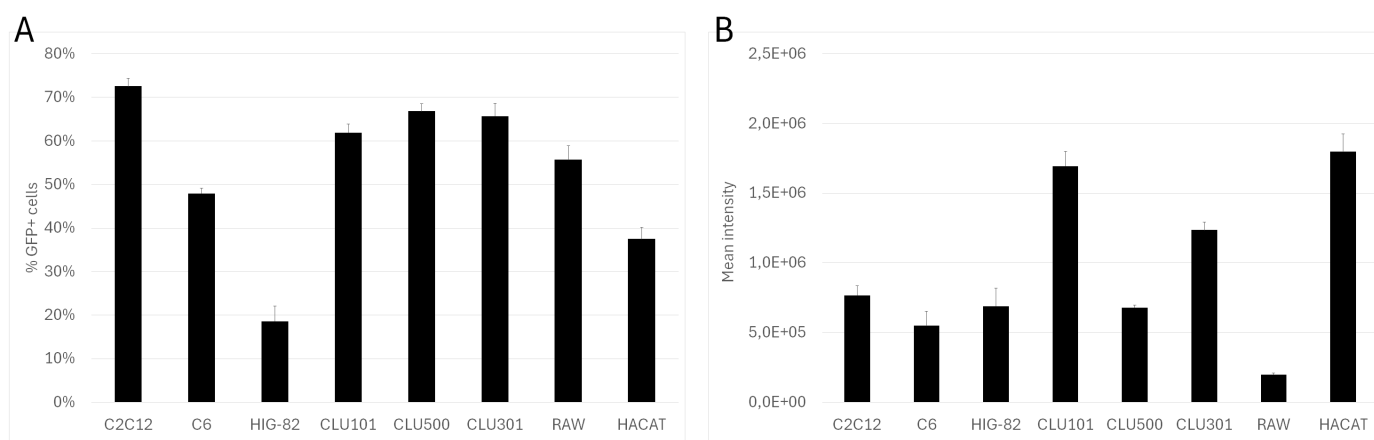 A
80%
70%
60%
50%
40%
30%
20%
10%
0%
% GFP+ cells
C2C12 C6 HIG-82 CLU101 CLU500 CLU301 RAW HACAT
B
2,5E+06
2,0E+06
1,5E+06
1,0E+06
5,0E+05
0,0E+00
Mean intensity
C2C12 C6 HIG-82 CLU101 CLU500 CLU301 RAW HACAT